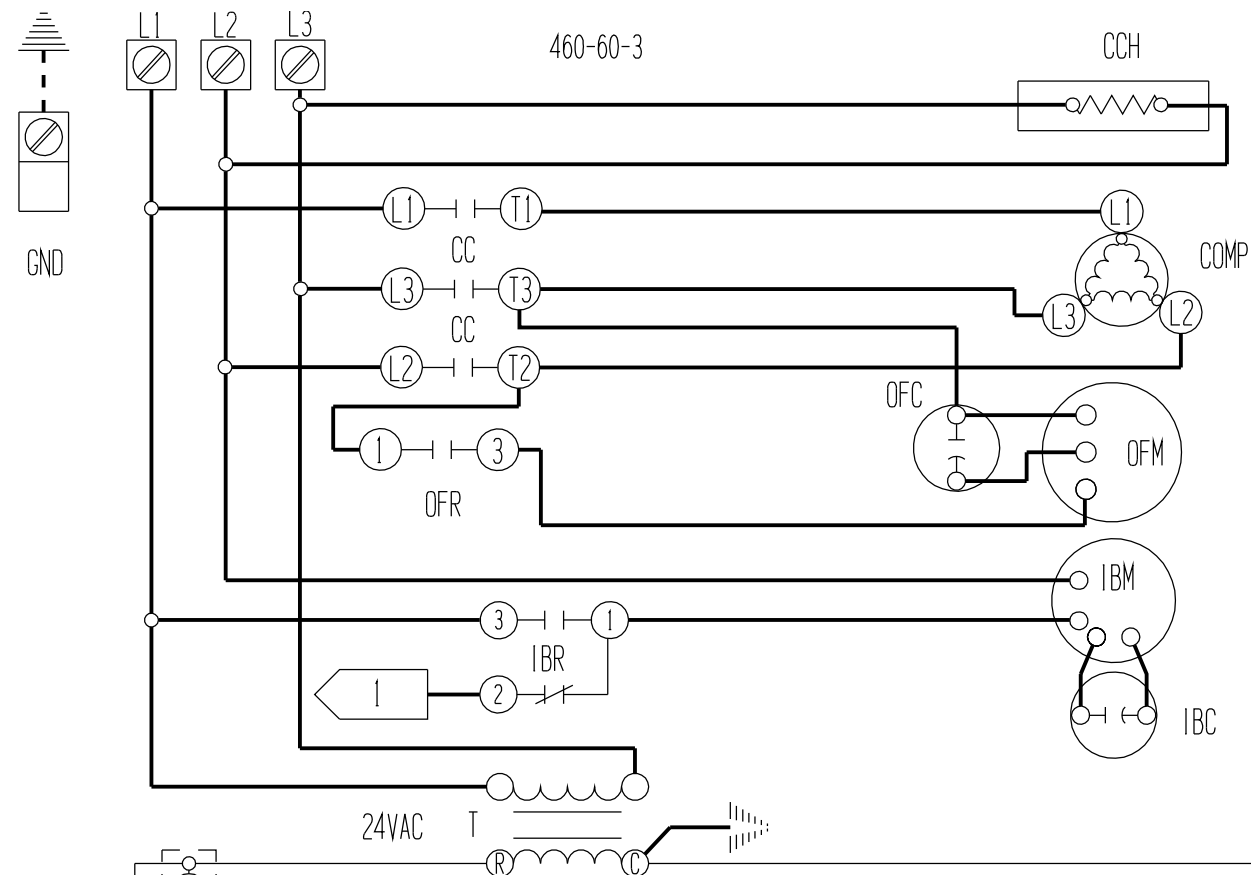 L1 L2 L3
460-60-3
CCH
GND
L1 T1 L1
CC
COMP
L3 T3
L3 L2
CC
L2 T2
OFC
1 3
OFM
OFR
IBM
3 1
IBR
1 2
IBC
24VAC T
R C